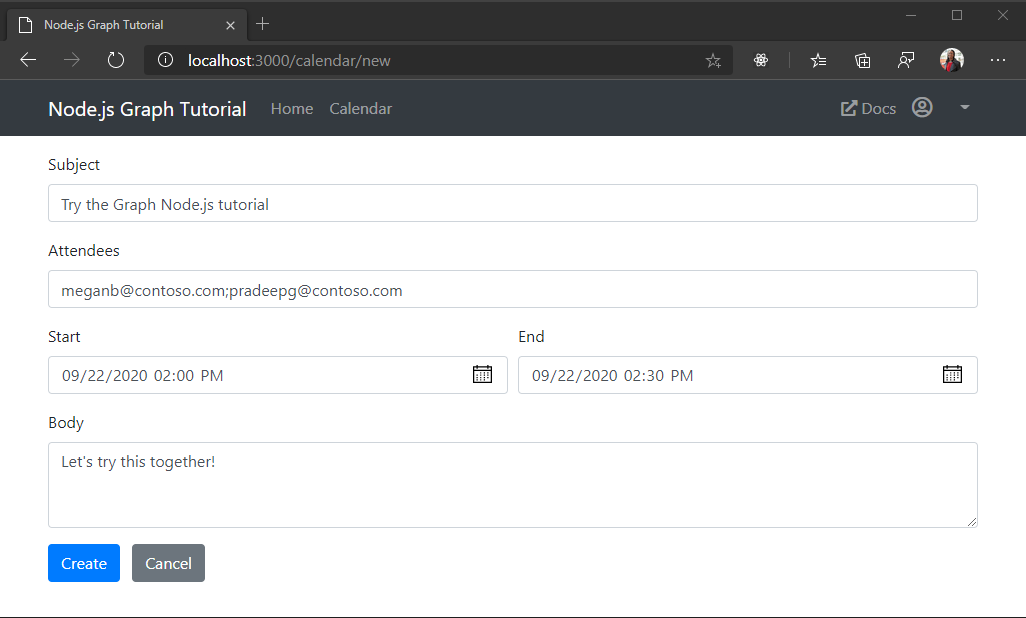 Node.js Graph Tutorial
localhost:3000/calendar/new
Node.js Graph Tutorial Home Calendar Docs
Subject
Try the Graph Node.js tutorial
Attendees
meganb@contoso.com;pradeepg@contoso.com
Start End
09/22/2020 02:00 PM 09/22/2020 02:30 PM
Body
Let's try this together!
Create Cancel